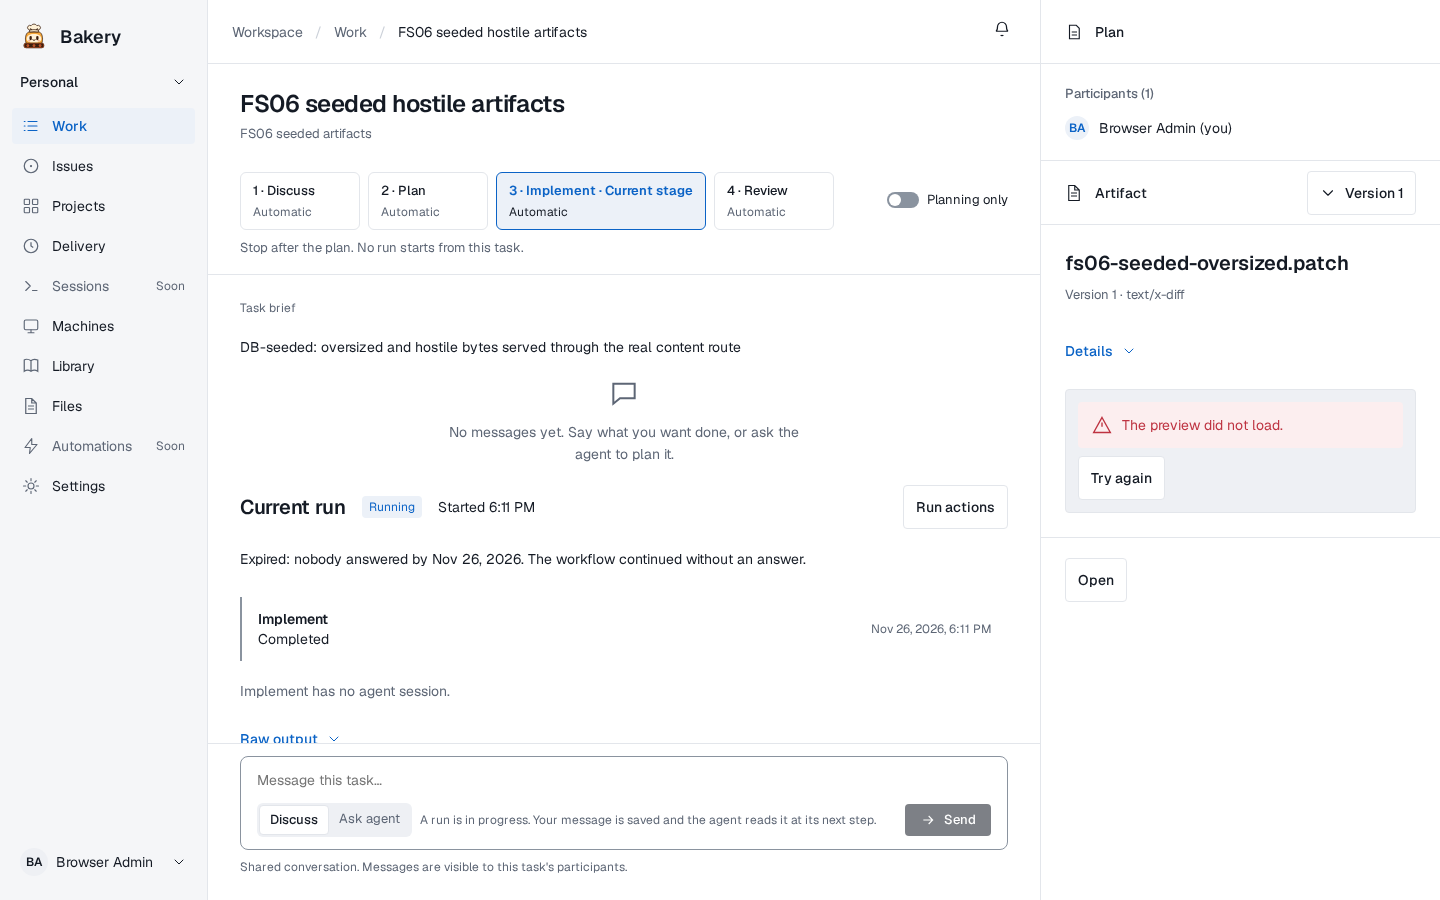 Bakery
Personal
Work
Issues
Projects
Delivery
Sessions Soon
Machines
Library
Files
Automations Soon
Settings
BA Browser Admin
Workspace / Work / FS06 seeded hostile artifacts
FS06 seeded hostile artifacts
FS06 seeded artifacts
1 · Discuss
Automatic
2 · Plan
Automatic
3 · Implement · Current stage
Automatic
4 · Review
Automatic
Planning only
Stop after the plan. No run starts from this task.
Task brief
DB-seeded: oversized and hostile bytes served through the real content route
No messages yet. Say what you want done, or ask the
agent to plan it.
Current run Running Started 6:11 PM Run actions
Expired: nobody answered by Nov 26, 2026. The workflow continued without an answer.
Implement
Completed
Nov 26, 2026, 6:11 PM
Implement has no agent session.
Raw output
Message this task...
Discuss Ask agent A run is in progress. Your message is saved and the agent reads it at its next step. Send
Shared conversation. Messages are visible to this task's participants.
Plan
Participants (1)
BA Browser Admin (you)
Artifact Version 1
fs06-seeded-oversized.patch
Version 1 · text/x-diff
Details
The preview did not load.
Try again
Open